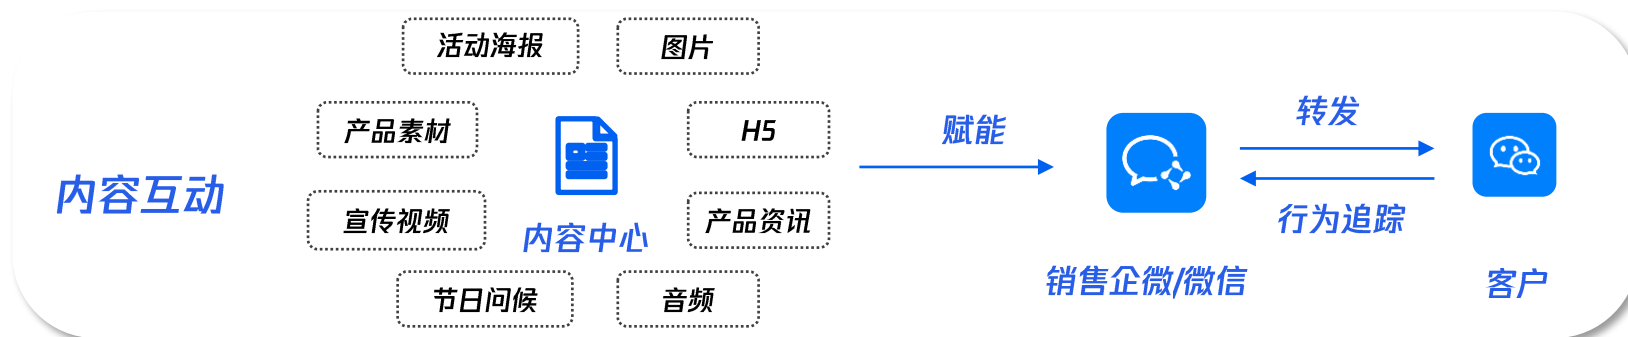 内容互动
活动海报
图片
产品素材
H5
宣传视频
产品资讯
节日问候
音频
内容中心
赋能
销售企微/微信
转发
行为追踪
客户